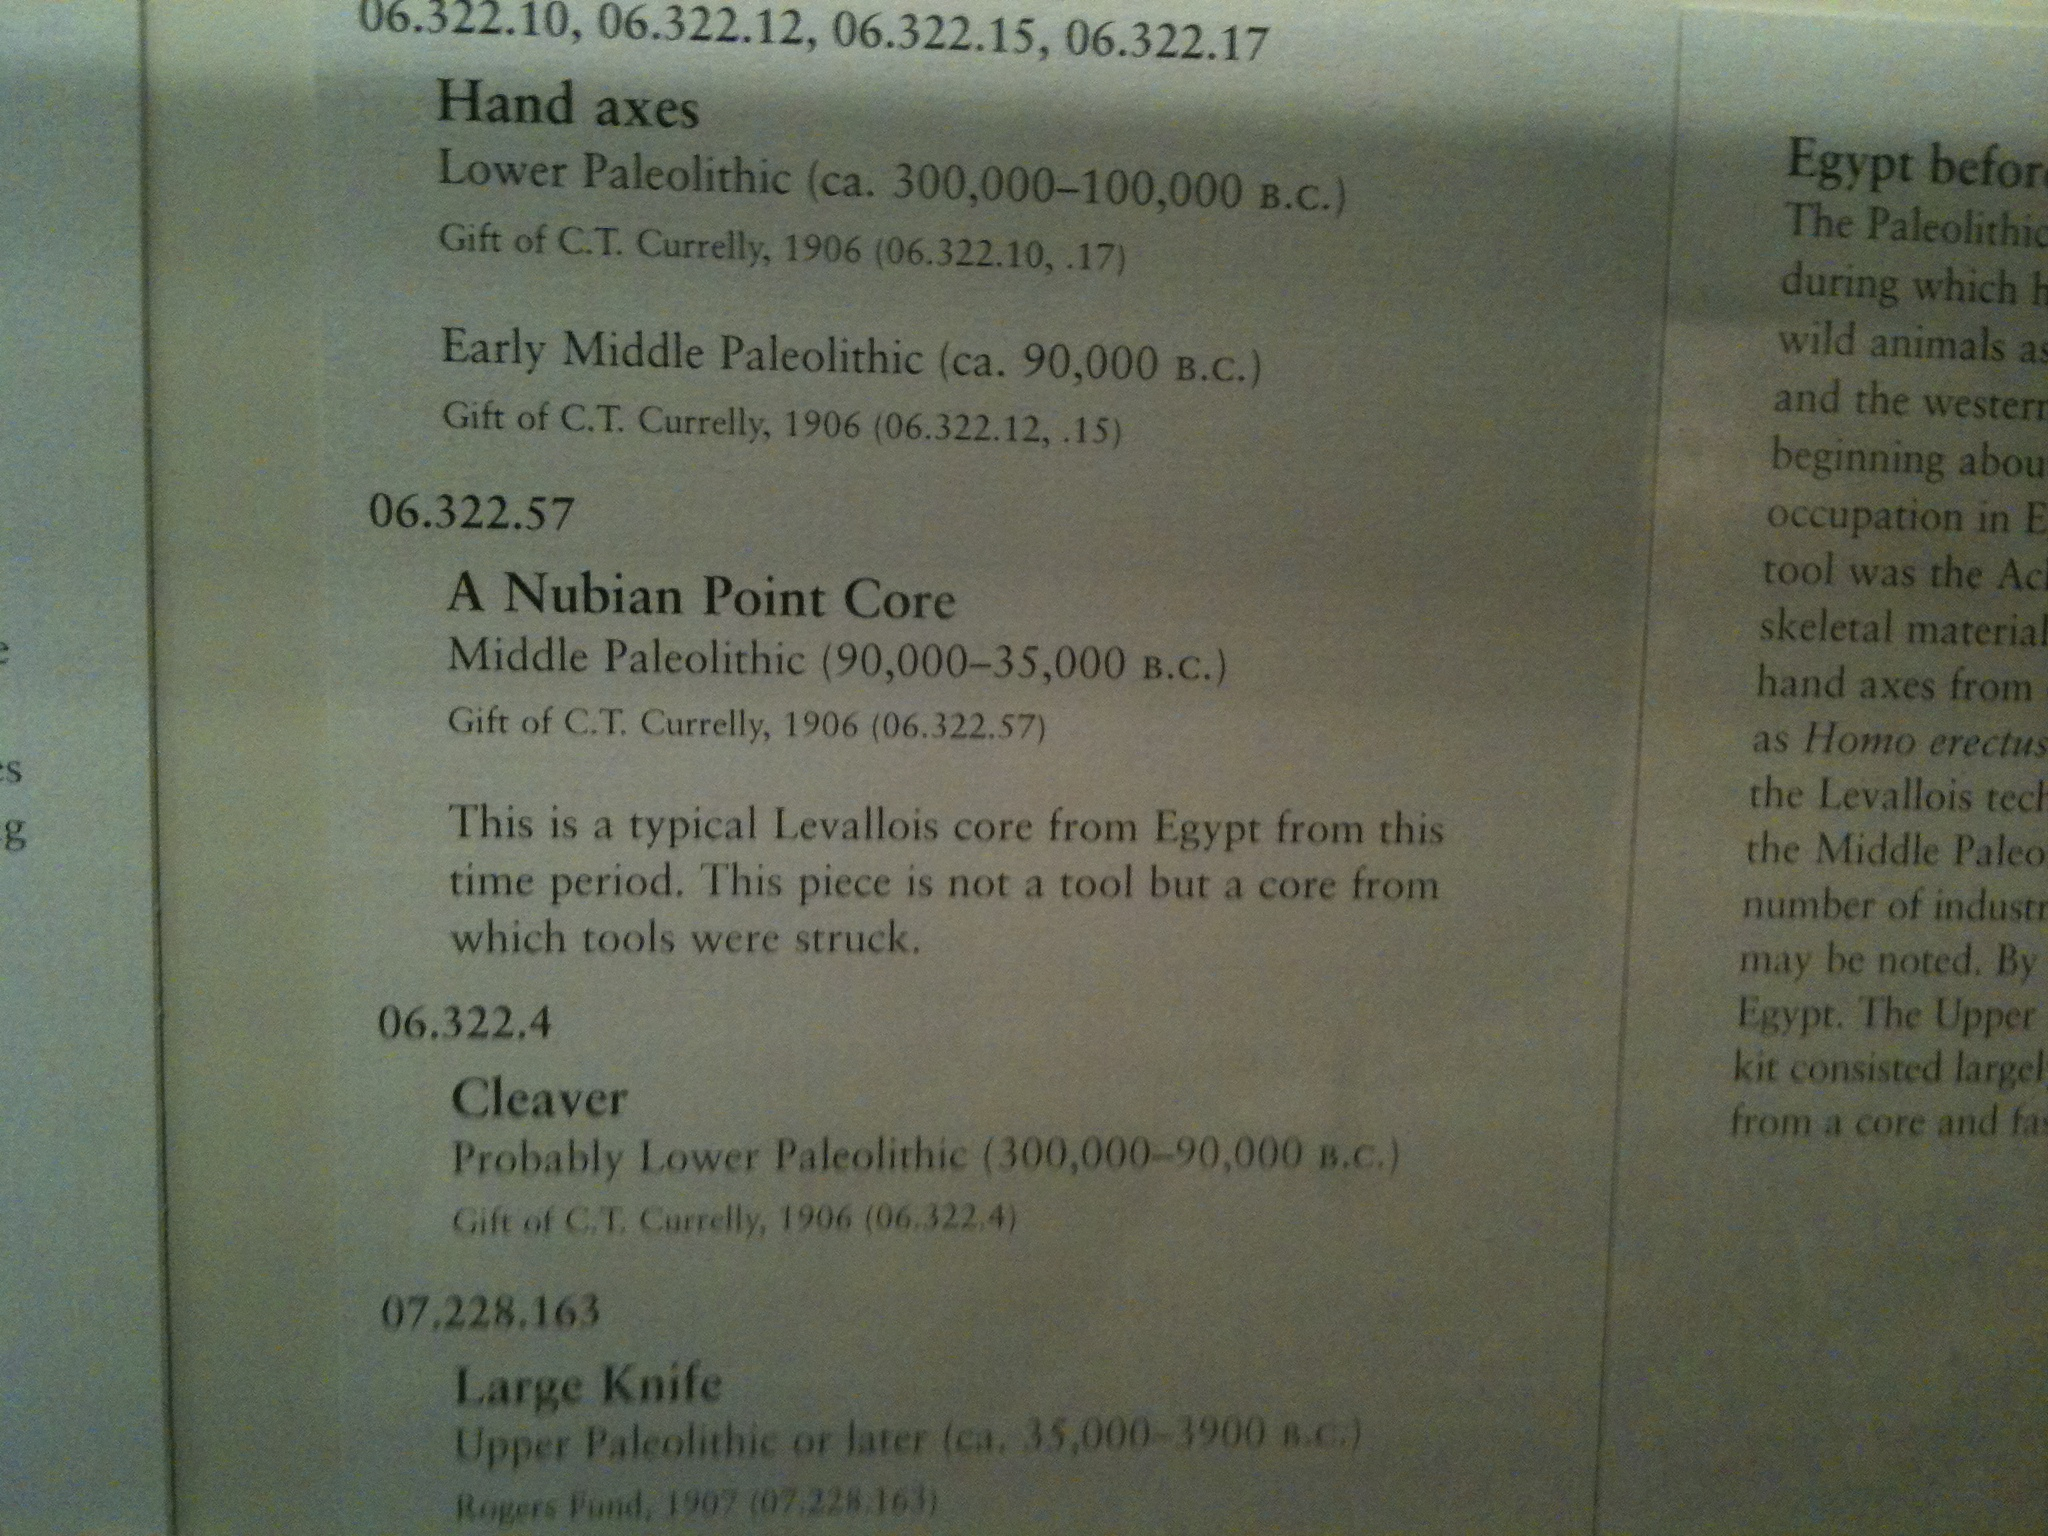 06.322.10, 06.322.12, 06.322.15, 06.322.17
Hand axes
Lower Paleolithic (ca. 300,000–100,000 B.C.)
Gift of C.T. Currelly, 1906 (06.322.10, .17)
Early Middle Paleolithic (ca. 90,000 B.C.)
Gift of C.T. Currelly, 1906 (06.322.12, .15)
06.322.57
A Nubian Point Core
Middle Paleolithic (90,000–35,000 B.C.)
Gift of C.T. Currelly, 1906 (06.322.57)
This is a typical Levallois core from Egypt from this
time period. This piece is not a tool but a core from
which tools were struck.
06.322.4
Cleaver
Probably Lower Paleolithic (300,000–90,000 B.C.)
Gift of C.T. Currelly, 1906 (06.322.4)
07.228.163
Large Knife
Upper Paleolithic or later (ca. 35,000–3900 B.C.)
Rogers Fund, 1907 (07.228.163)
Egypt
The Paleolithic
during which
wild animals
and the western
beginning
occupation in
tool was the
skeletal material
hand axes from
as Homo erectus
the Levallois
the Middle
number of
may be noted. By
Egypt. The Upper
kit consisted
from a core and